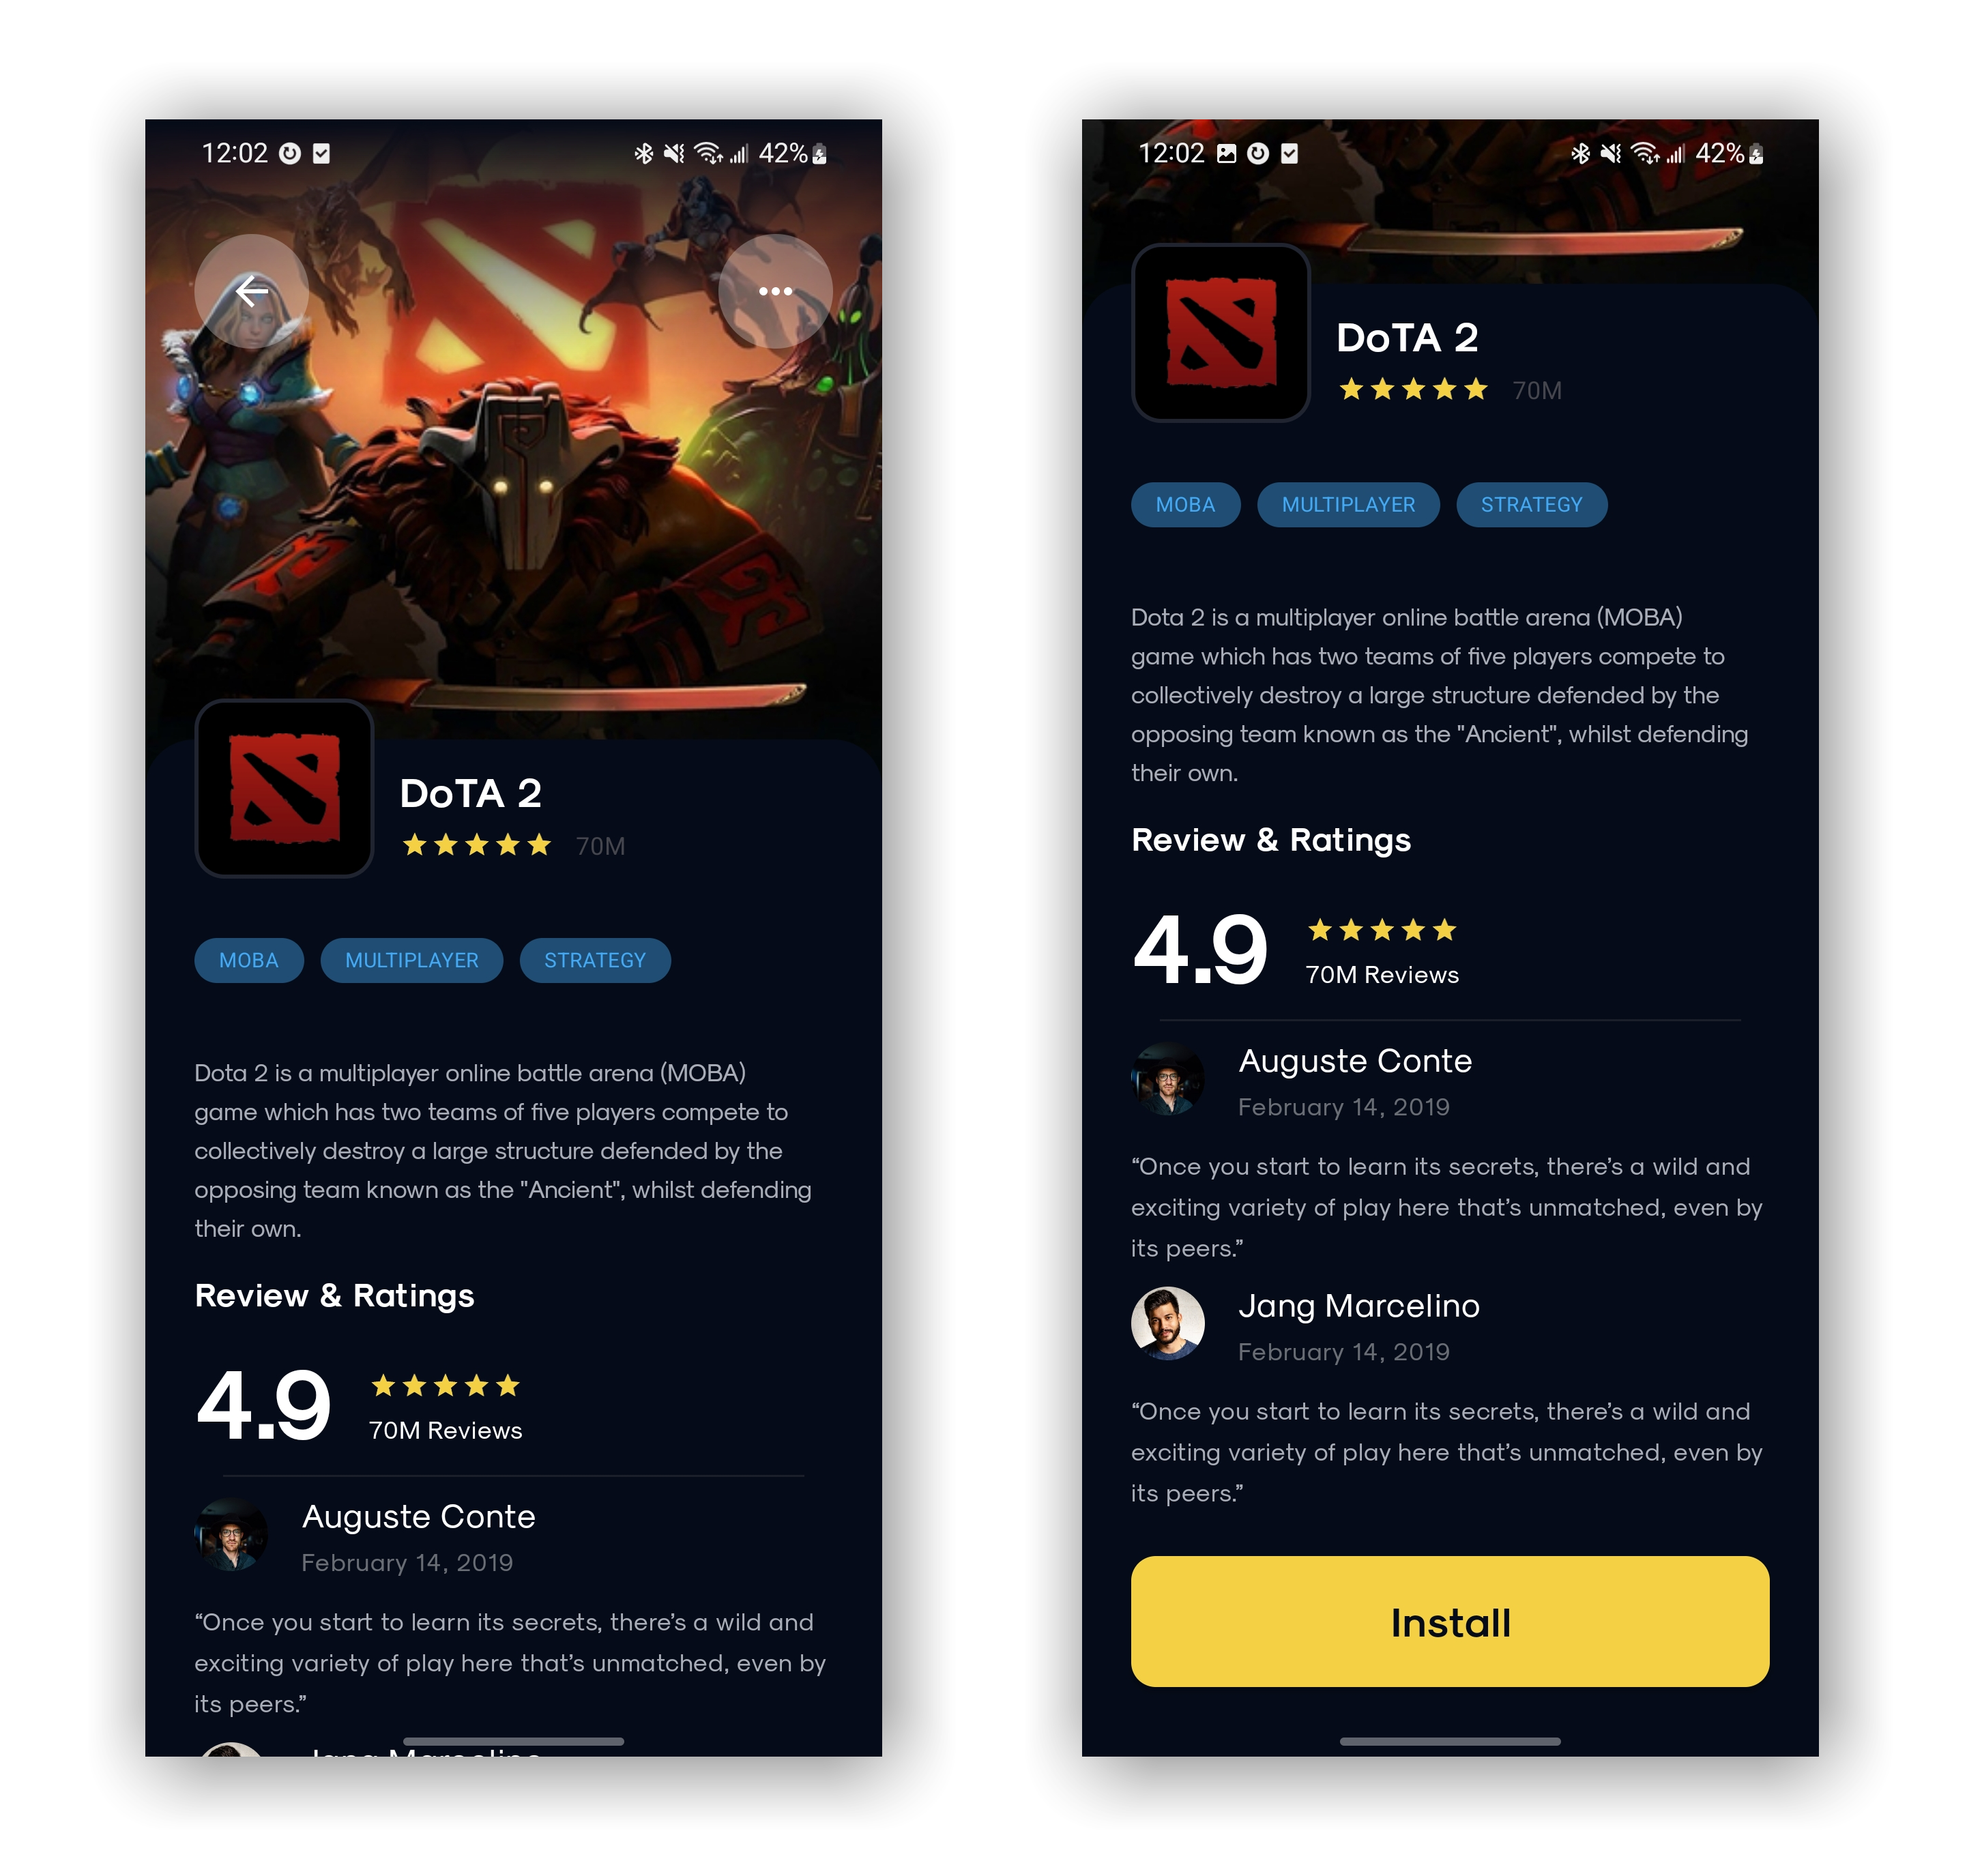 12:02
42%
DoTA 2
70M
MOBA MULTIPLAYER STRATEGY
Dota 2 is a multiplayer online battle arena (MOBA)
game which has two teams of five players compete to
collectively destroy a large structure defended by the
opposing team known as the "Ancient", whilst defending
their own.
Review & Ratings
4.9
70M Reviews
Auguste Conte
February 14, 2019
“Once you start to learn its secrets, there’s a wild and
exciting variety of play here that’s unmatched, even by
its peers.”
Jang Marcelino
12:02
42%
DoTA 2
70M
MOBA MULTIPLAYER STRATEGY
Dota 2 is a multiplayer online battle arena (MOBA)
game which has two teams of five players compete to
collectively destroy a large structure defended by the
opposing team known as the "Ancient", whilst defending
their own.
Review & Ratings
4.9
70M Reviews
Auguste Conte
February 14, 2019
“Once you start to learn its secrets, there’s a wild and
exciting variety of play here that’s unmatched, even by
its peers.”
Jang Marcelino
February 14, 2019
“Once you start to learn its secrets, there’s a wild and
exciting variety of play here that’s unmatched, even by
its peers.”
Install